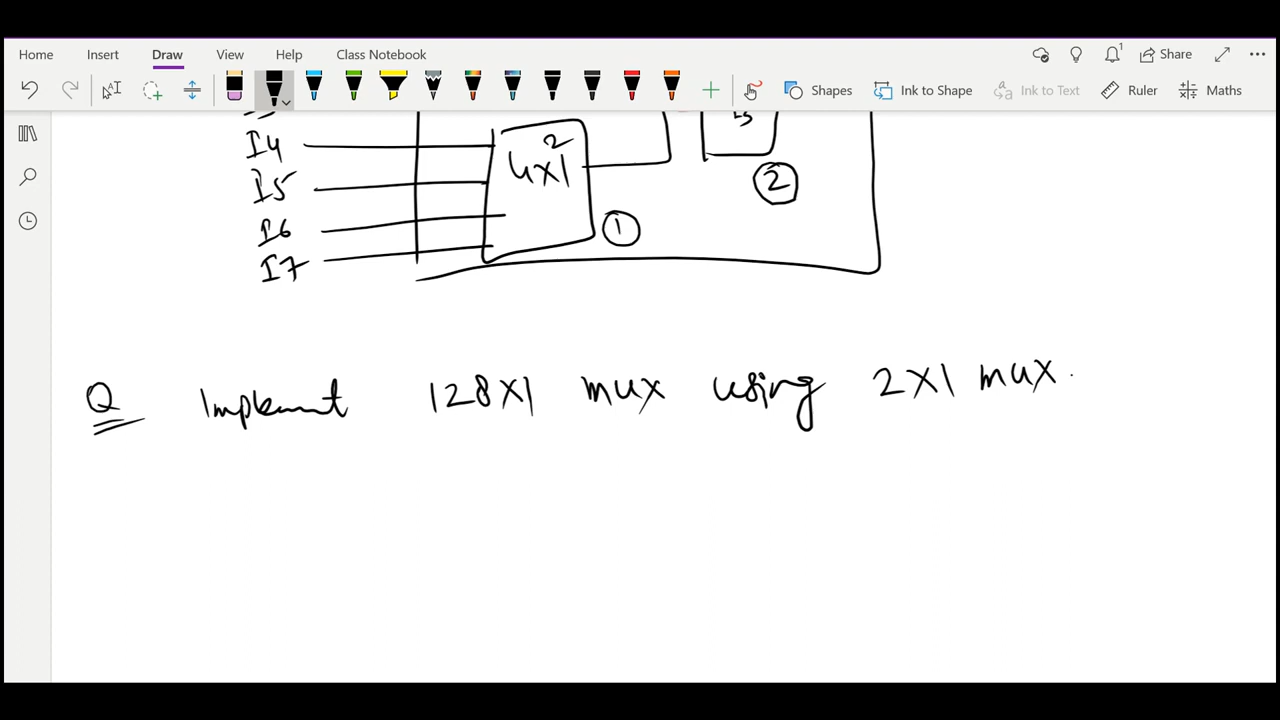 Home Insert Draw View Help Class Notebook Share
Shapes Ink to Shape Ink to Text Ruler Maths
I4
I5
I6
I7
2
4x1
1
2
Q Implement 128X1 mux using 2X1 mux.